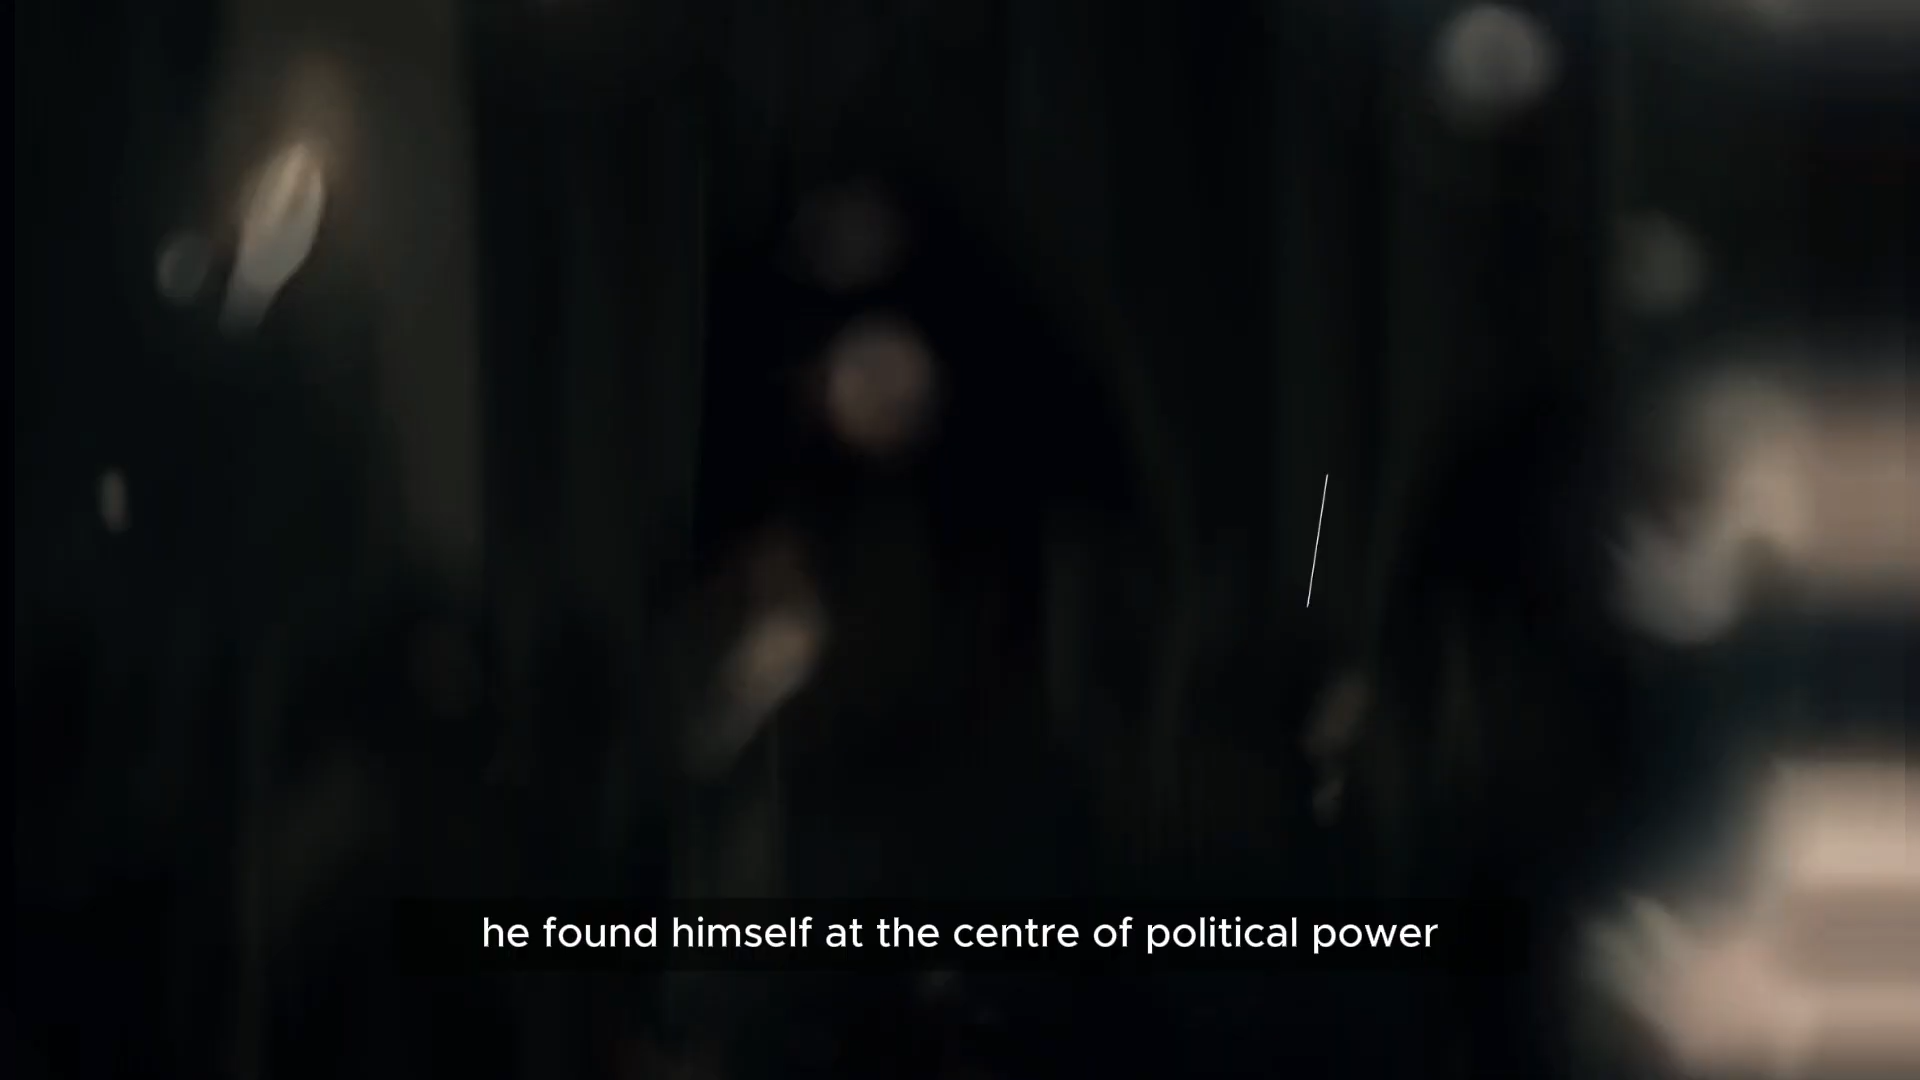 he found himself at the centre of political power